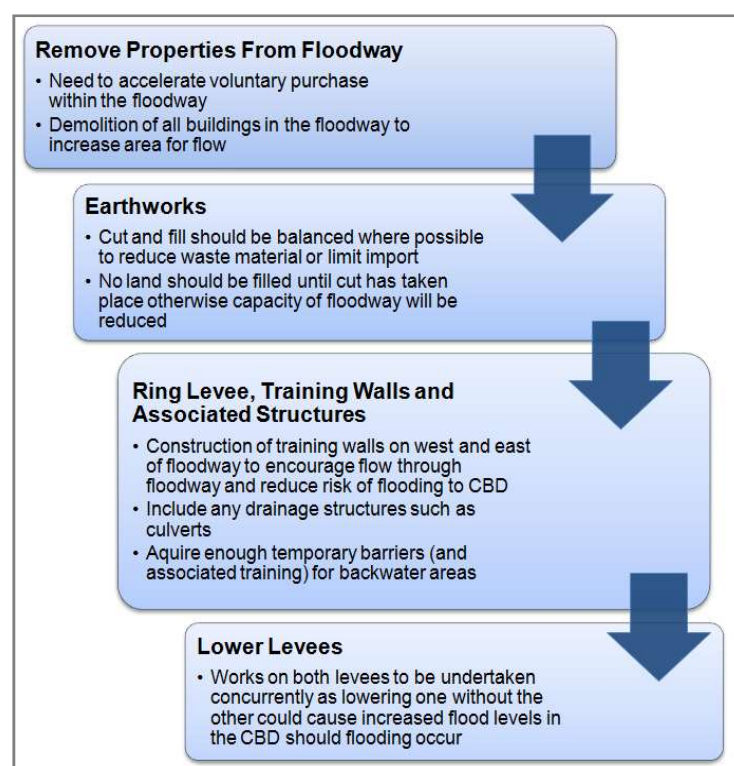 Remove Properties From Floodway
• Need to accelerate voluntary purchase
within the floodway
• Demolition of all buildings in the floodway to
increase area for flow
Earthworks
• Cut and fill should be balanced where possible
to reduce waste material or limit import
• No land should be filled until cut has taken
place otherwise capacity of floodway will be
reduced
Ring Levee, Training Walls and
Associated Structures
• Construction of training walls on west and east
of floodway to encourage flow through
floodway and reduce risk of flooding to CBD
• Include any drainage structures such as
culverts
• Aquire enough temporary barriers (and
associated training) for backwater areas
Lower Levees
• Works on both levees to be undertaken
concurrently as lowering one without the
other could cause increased flood levels in
the CBD should flooding occur